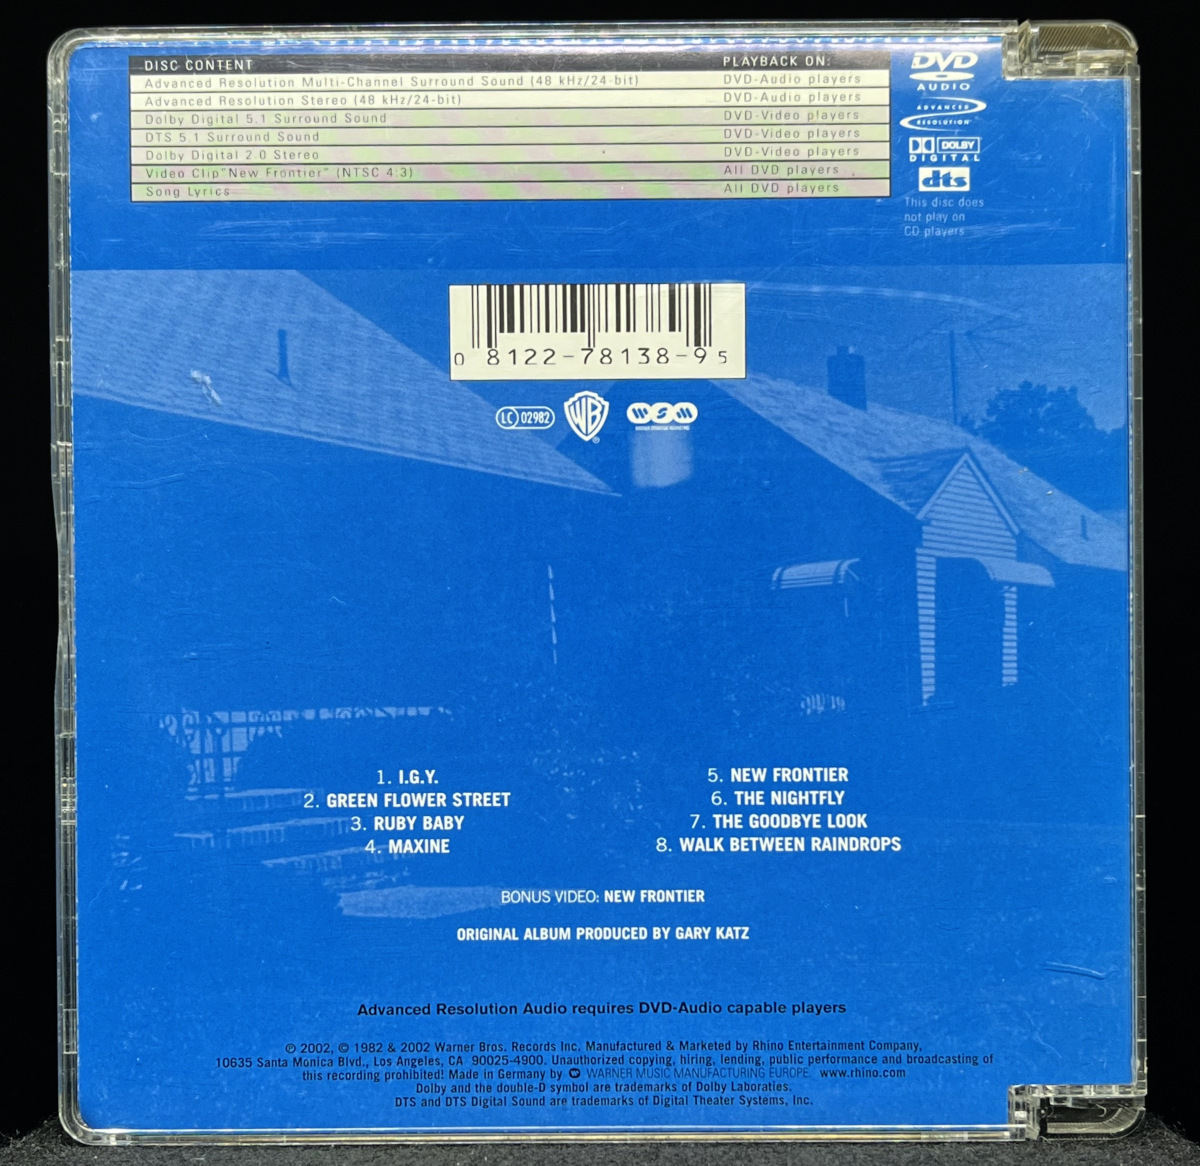 DISC CONTENT PLAYBACK ON:
Advanced Resolution Multi-Channel Surround Sound (48 kHz/24-bit) DVD-Audio players
Advanced Resolution Stereo (48 kHz/24-bit) DVD-Audio players
Dolby Digital 5.1 Surround Sound DVD-Video players
DTS 5.1 Surround Sound DVD-Video players
Dolby Digital 2.0 Stereo DVD-Video players
Video Clip "New Frontier" (NTSC 4:3) All DVD players
Song Lyrics All DVD players
DVD
AUDIO
ADVANCED
RESOLUTION
DOLBY
DIGITAL
dts
This disc does
not play on
CD players
0 8122-78138-9 5
LC 02982
WB
WSM
1. I.G.Y.
2. GREEN FLOWER STREET
3. RUBY BABY
4. MAXINE
5. NEW FRONTIER
6. THE NIGHTFLY
7. THE GOODBYE LOOK
8. WALK BETWEEN RAINDROPS
BONUS VIDEO: NEW FRONTIER
ORIGINAL ALBUM PRODUCED BY GARY KATZ
Advanced Resolution Audio requires DVD-Audio capable players
℗ 2002, © 1982 & 2002 Warner Bros. Records Inc. Manufactured & Marketed by Rhino Entertainment Company,
10635 Santa Monica Blvd., Los Angeles, CA 90025-4900. Unauthorized copying, hiring, lending, public performance and broadcasting of
this recording prohibited! Made in Germany by WARNER MUSIC MANUFACTURING EUROPE. www.rhino.com
Dolby and the double-D symbol are trademarks of Dolby Laboraties.
DTS and DTS Digital Sound are trademarks of Digital Theater Systems, Inc.